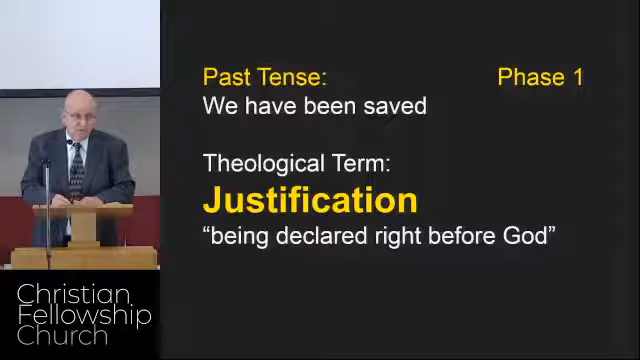 Past Tense: Phase 1
We have been saved
Theological Term:
Justification
“being declared right before God”
Christian
Fellowship
Church